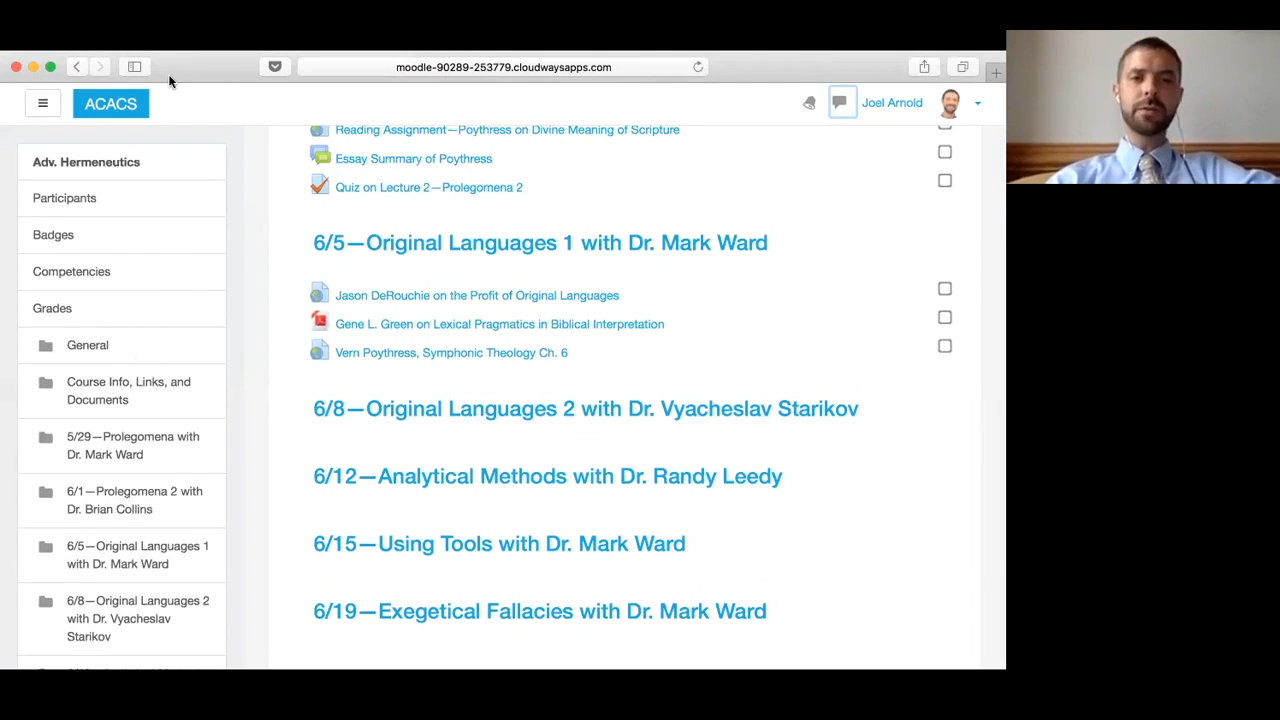 moodle-90289-253779.cloudwaysapps.com
ACACS
Joel Arnold
Adv. Hermeneutics
Participants
Badges
Competencies
Grades
General
Course Info, Links, and
Documents
5/29—Prolegomena with
Dr. Mark Ward
6/1—Prolegomena 2 with
Dr. Brian Collins
6/5—Original Languages 1
with Dr. Mark Ward
6/8—Original Languages 2
with Dr. Vyacheslav
Starikov
Reading Assignment—Poythress on Divine Meaning of Scripture
Essay Summary of Poythress
Quiz on Lecture 2—Prolegomena 2
6/5—Original Languages 1 with Dr. Mark Ward
Jason DeRouchie on the Profit of Original Languages
Gene L. Green on Lexical Pragmatics in Biblical Interpretation
Vern Poythress, Symphonic Theology Ch. 6
6/8—Original Languages 2 with Dr. Vyacheslav Starikov
6/12—Analytical Methods with Dr. Randy Leedy
6/15—Using Tools with Dr. Mark Ward
6/19—Exegetical Fallacies with Dr. Mark Ward